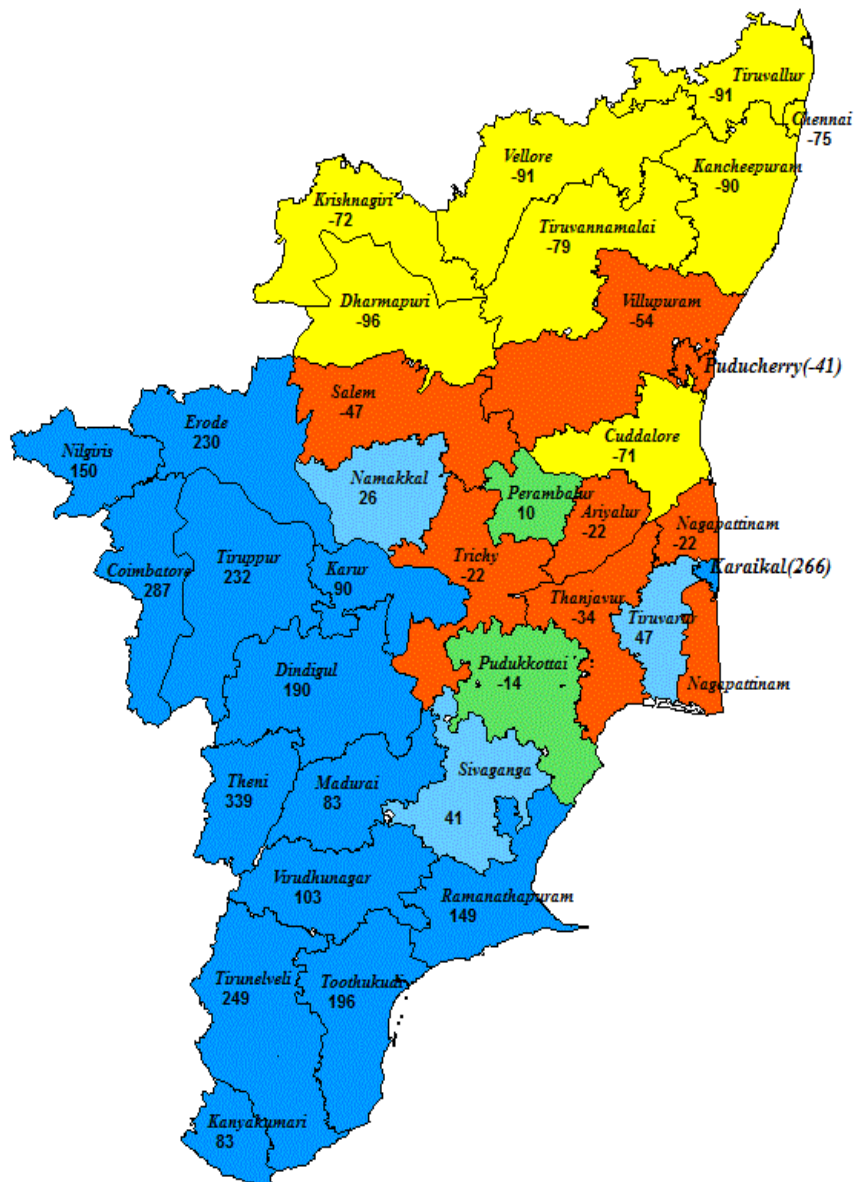 Tiruvallur
-91
Chennai
-75
Vellore
-91
Kancheepuram
-90
Krishnagiri
-72
Tiruvannamalai
-79
Dharmapuri
-96
Villupuram
-54
Puducherry(-41)
Salem
-47
Erode
230
Cuddalore
-71
Nilgiris
150
Namakkal
26
Perambalur
10
Ariyalur
-22
Nagapattinam
-22
Trichy
-22
Tiruppur
232
Karur
90
Coimbatore
287
Karaikal(266)
Thanjavur
-34
Tiruvarur
47
Pudukkottai
-14
Dindigul
190
Nagapattinam
Sivaganga
41
Theni
339
Madurai
83
Virudhunagar
103
Ramanathapuram
149
Tirunelveli
249
Toothukudi
196
Kanyakumari
83